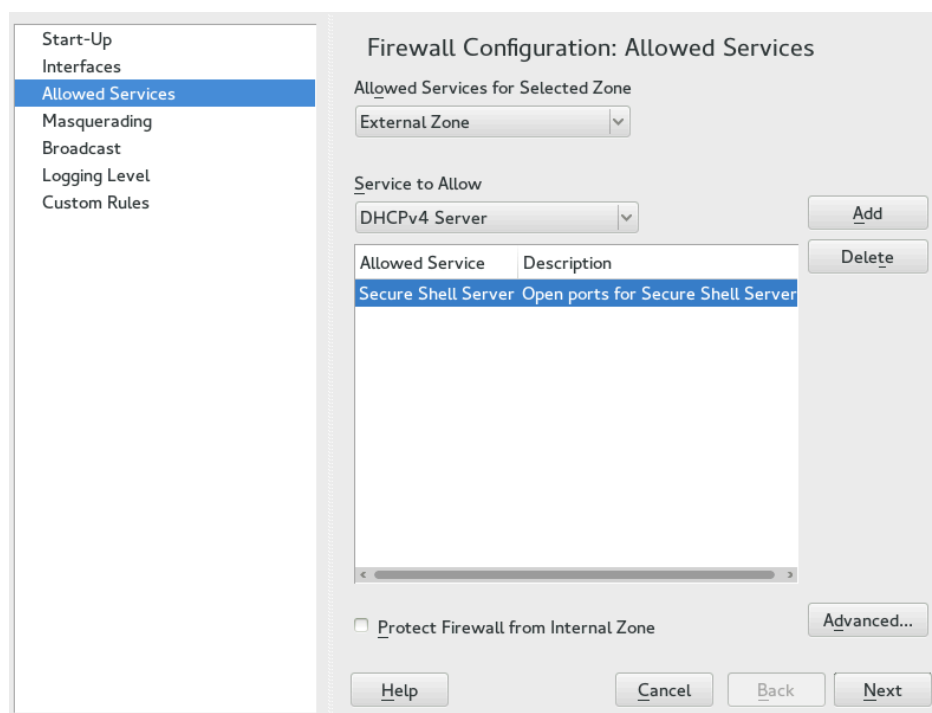 Start-Up
Interfaces
Allowed Services
Masquerading
Broadcast
Logging Level
Custom Rules
Firewall Configuration: Allowed Services
Allowed Services for Selected Zone
External Zone
Service to Allow
DHCPv4 Server
Add
Delete
Allowed Service Description
Secure Shell Server Open ports for Secure Shell Server
Protect Firewall from Internal Zone
Advanced...
Help Cancel Back Next